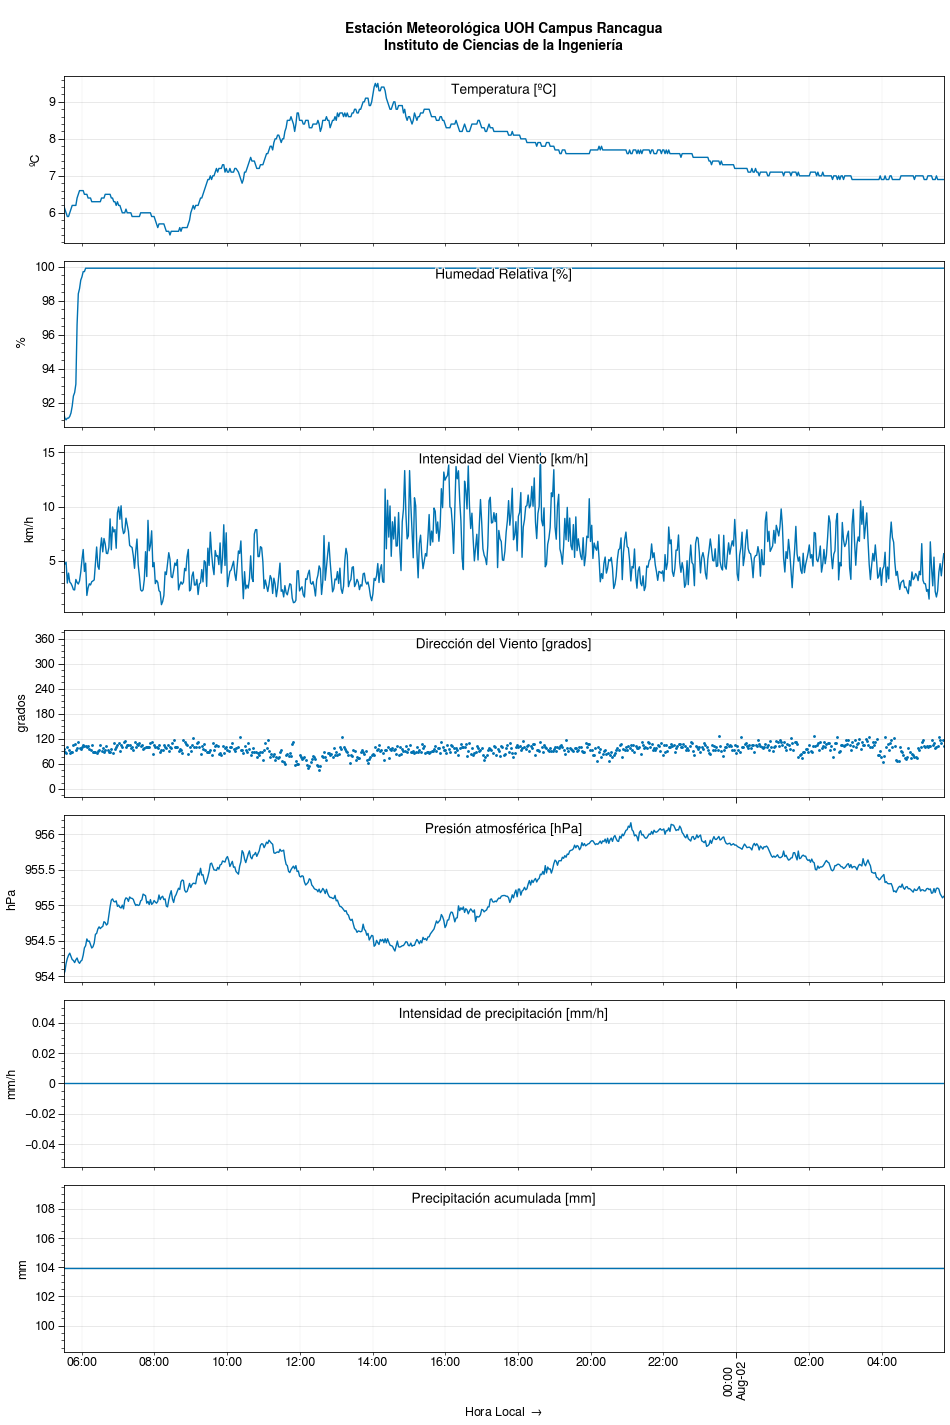 Estación Meteorológica UOH Campus Rancagua
Instituto de Ciencias de la Ingeniería
Temperatura [ºC]
ºC
9
8
7
6
Humedad Relativa [%]
%
100
98
96
94
92
Intensidad del Viento [km/h]
km/h
15
10
5
Dirección del Viento [grados]
grados
360
300
240
180
120
60
0
Presión atmosférica [hPa]
hPa
956
955.5
955
954.5
954
Intensidad de precipitación [mm/h]
mm/h
0.04
0.02
0
−0.02
−0.04
Precipitación acumulada [mm]
mm
108
106
104
102
100
06:00 08:00 10:00 12:00 14:00 16:00 18:00 20:00 22:00 00:00 02:00 04:00
Aug-02
Hora Local →